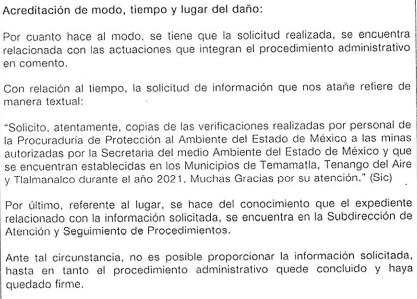 Acreditación de modo, tiempo y lugar del daño:
Por cuanto hace al modo, se tiene que la solicitud realizada, se encuentra
relacionada con las actuaciones que integran el procedimiento administrativo
en comento.
Con relación al tiempo, la solicitud de información que nos atañe refiere de
manera textual:
“Solicito, atentamente, copias de las verificaciones realizadas por personal de
la Procuraduría de Protección al Ambiente del Estado de México a las minas
autorizadas por la Secretaria del medio Ambiente del Estado de México y que
se encuentran establecidas en los Municipios de Temamatla, Tenango del Aire
y Tlalmanalco durante el año 2021, Muchas Gracias por su atención.” (Sic)
Por último, referente al lugar, se hace del conocimiento que el expediente
relacionado con la información solicitada, se encuentra en la Subdirección de
Atención y Seguimiento de Procedimientos.
Ante tal circunstancia, no es posible proporcionar la información solicitada,
hasta en tanto el procedimiento administrativo quede concluido y haya
quedado firme.